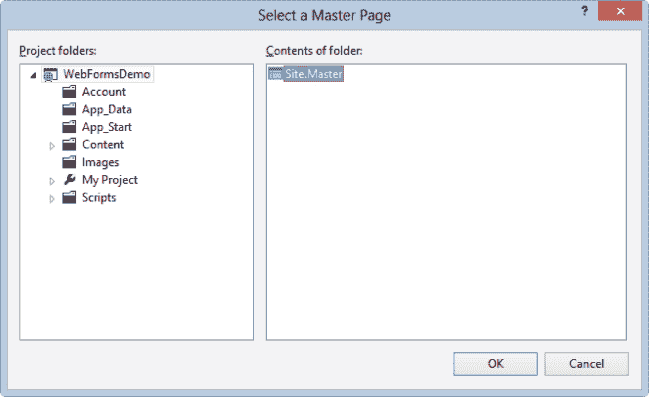 Select a Master Page
?
Project folders:
Contents of folder:
WebFormsDemo
Account
App_Data
App_Start
Content
Images
My Project
Scripts
Site.Master
OK
Cancel